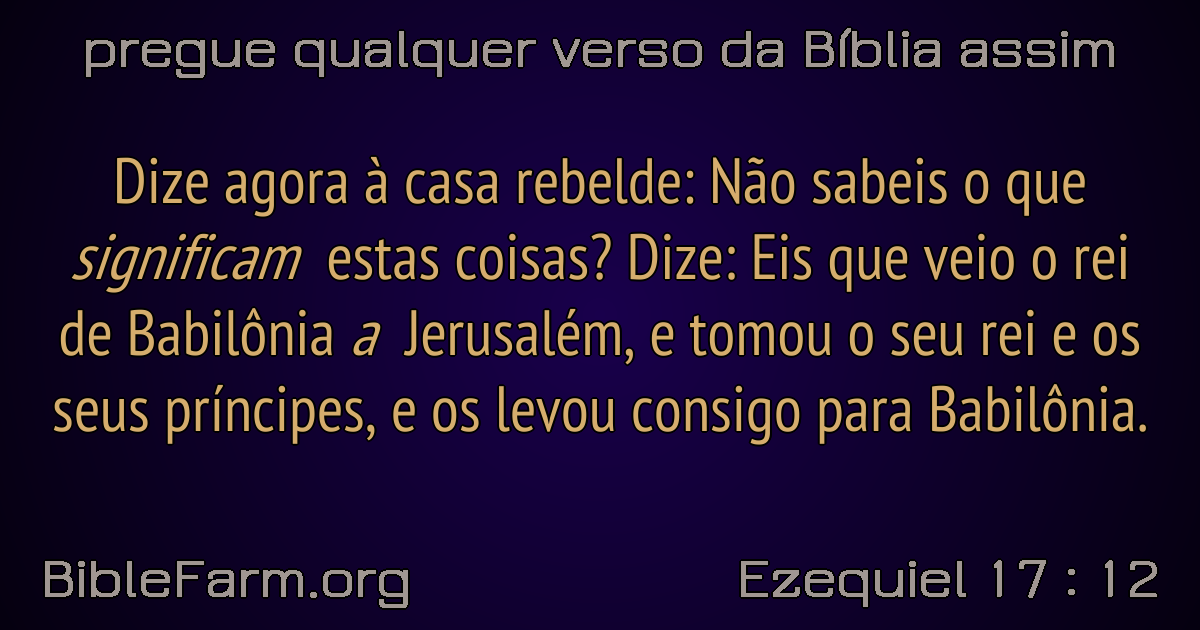 pregue qualquer verso da Bíblia assim
Dize agora à casa rebelde: Não sabeis o que
significam estas coisas? Dize: Eis que veio o rei
de Babilônia a Jerusalém, e tomou o seu rei e os
seus príncipes, e os levou consigo para Babilônia.
BibleFarm.org
Ezequiel 17 : 12